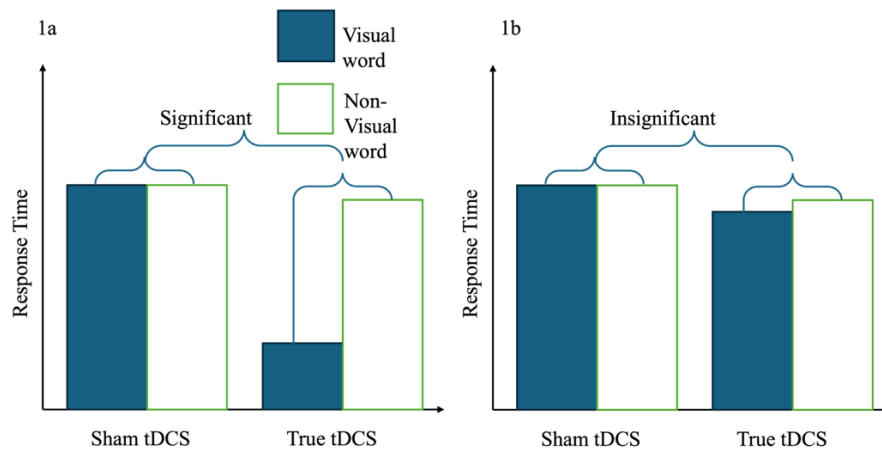 1a
Visual
word
Non-
Visual
word
Significant
Response Time
Sham tDCS
True tDCS
1b
Insignificant
Response Time
Sham tDCS
True tDCS